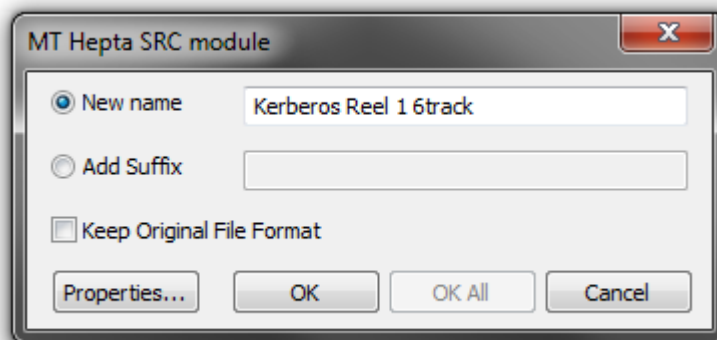 MT Hepta SRC module
New name Kerberos Reel 1 6track
Add Suffix
Keep Original File Format
Properties... OK OK All Cancel